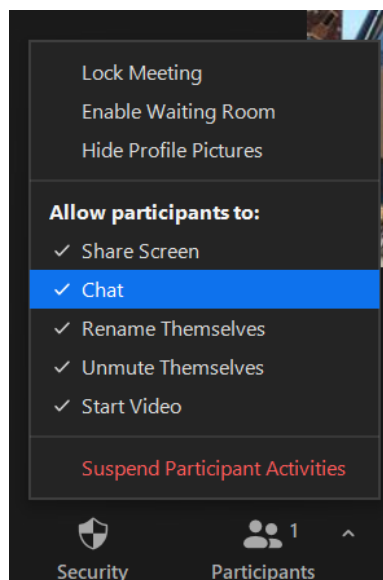 Lock Meeting
Enable Waiting Room
Hide Profile Pictures
Allow participants to:
✓ Share Screen
✓ Chat
✓ Rename Themselves
✓ Unmute Themselves
✓ Start Video
Suspend Participant Activities
1
Security Participants